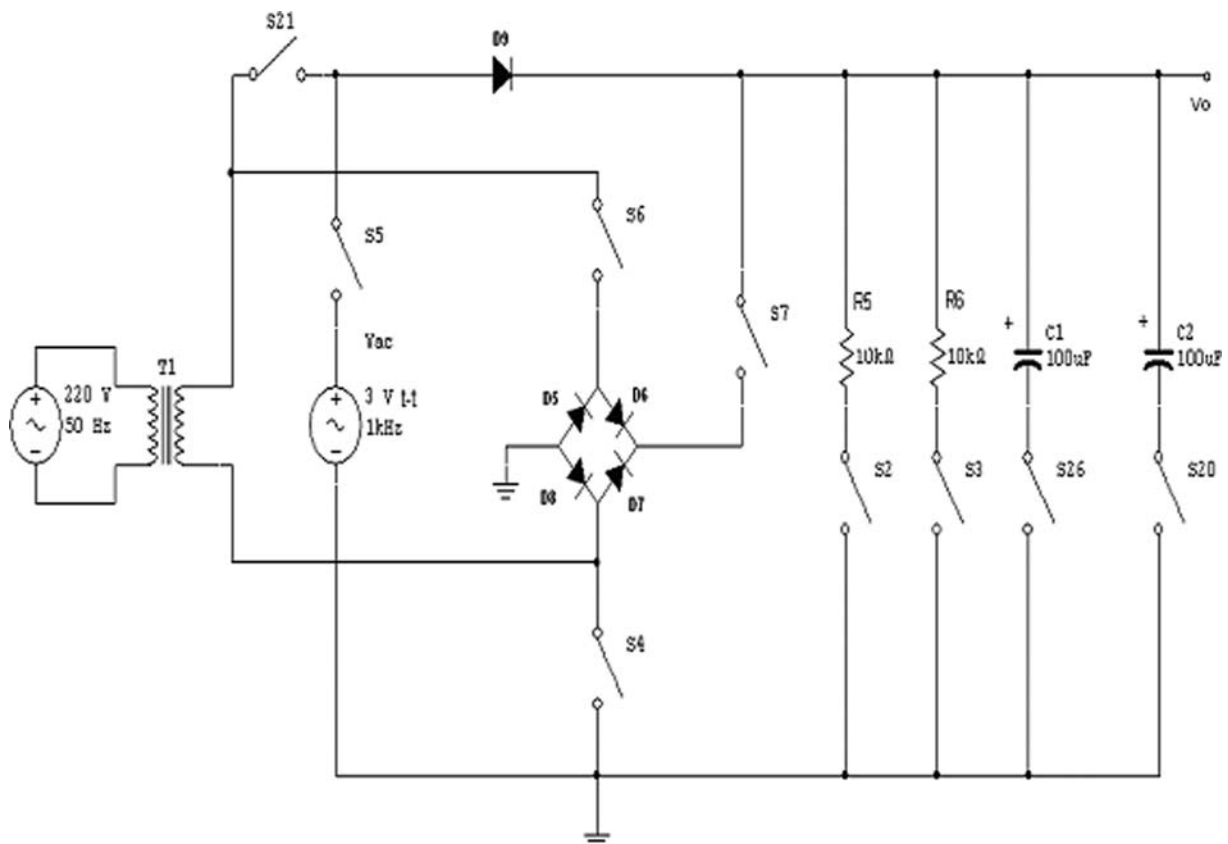 S21
D9
Vo
S6
S5
S7
R5
R6
+
C1
+
C2
10kΩ
10kΩ
100uF
100uF
Vac
T1
+
220 V
50 Hz
−
+
3 V t-t
1kHz
−
D5
D6
D8
D7
S2
S3
S26
S20
S4